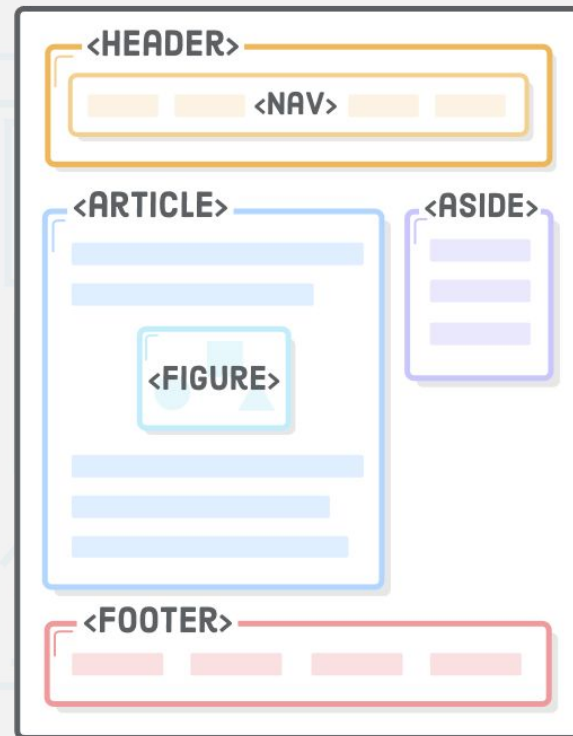 <HEADER>
<NAV>
<ARTICLE>
<ASIDE>
<FIGURE>
<FOOTER>